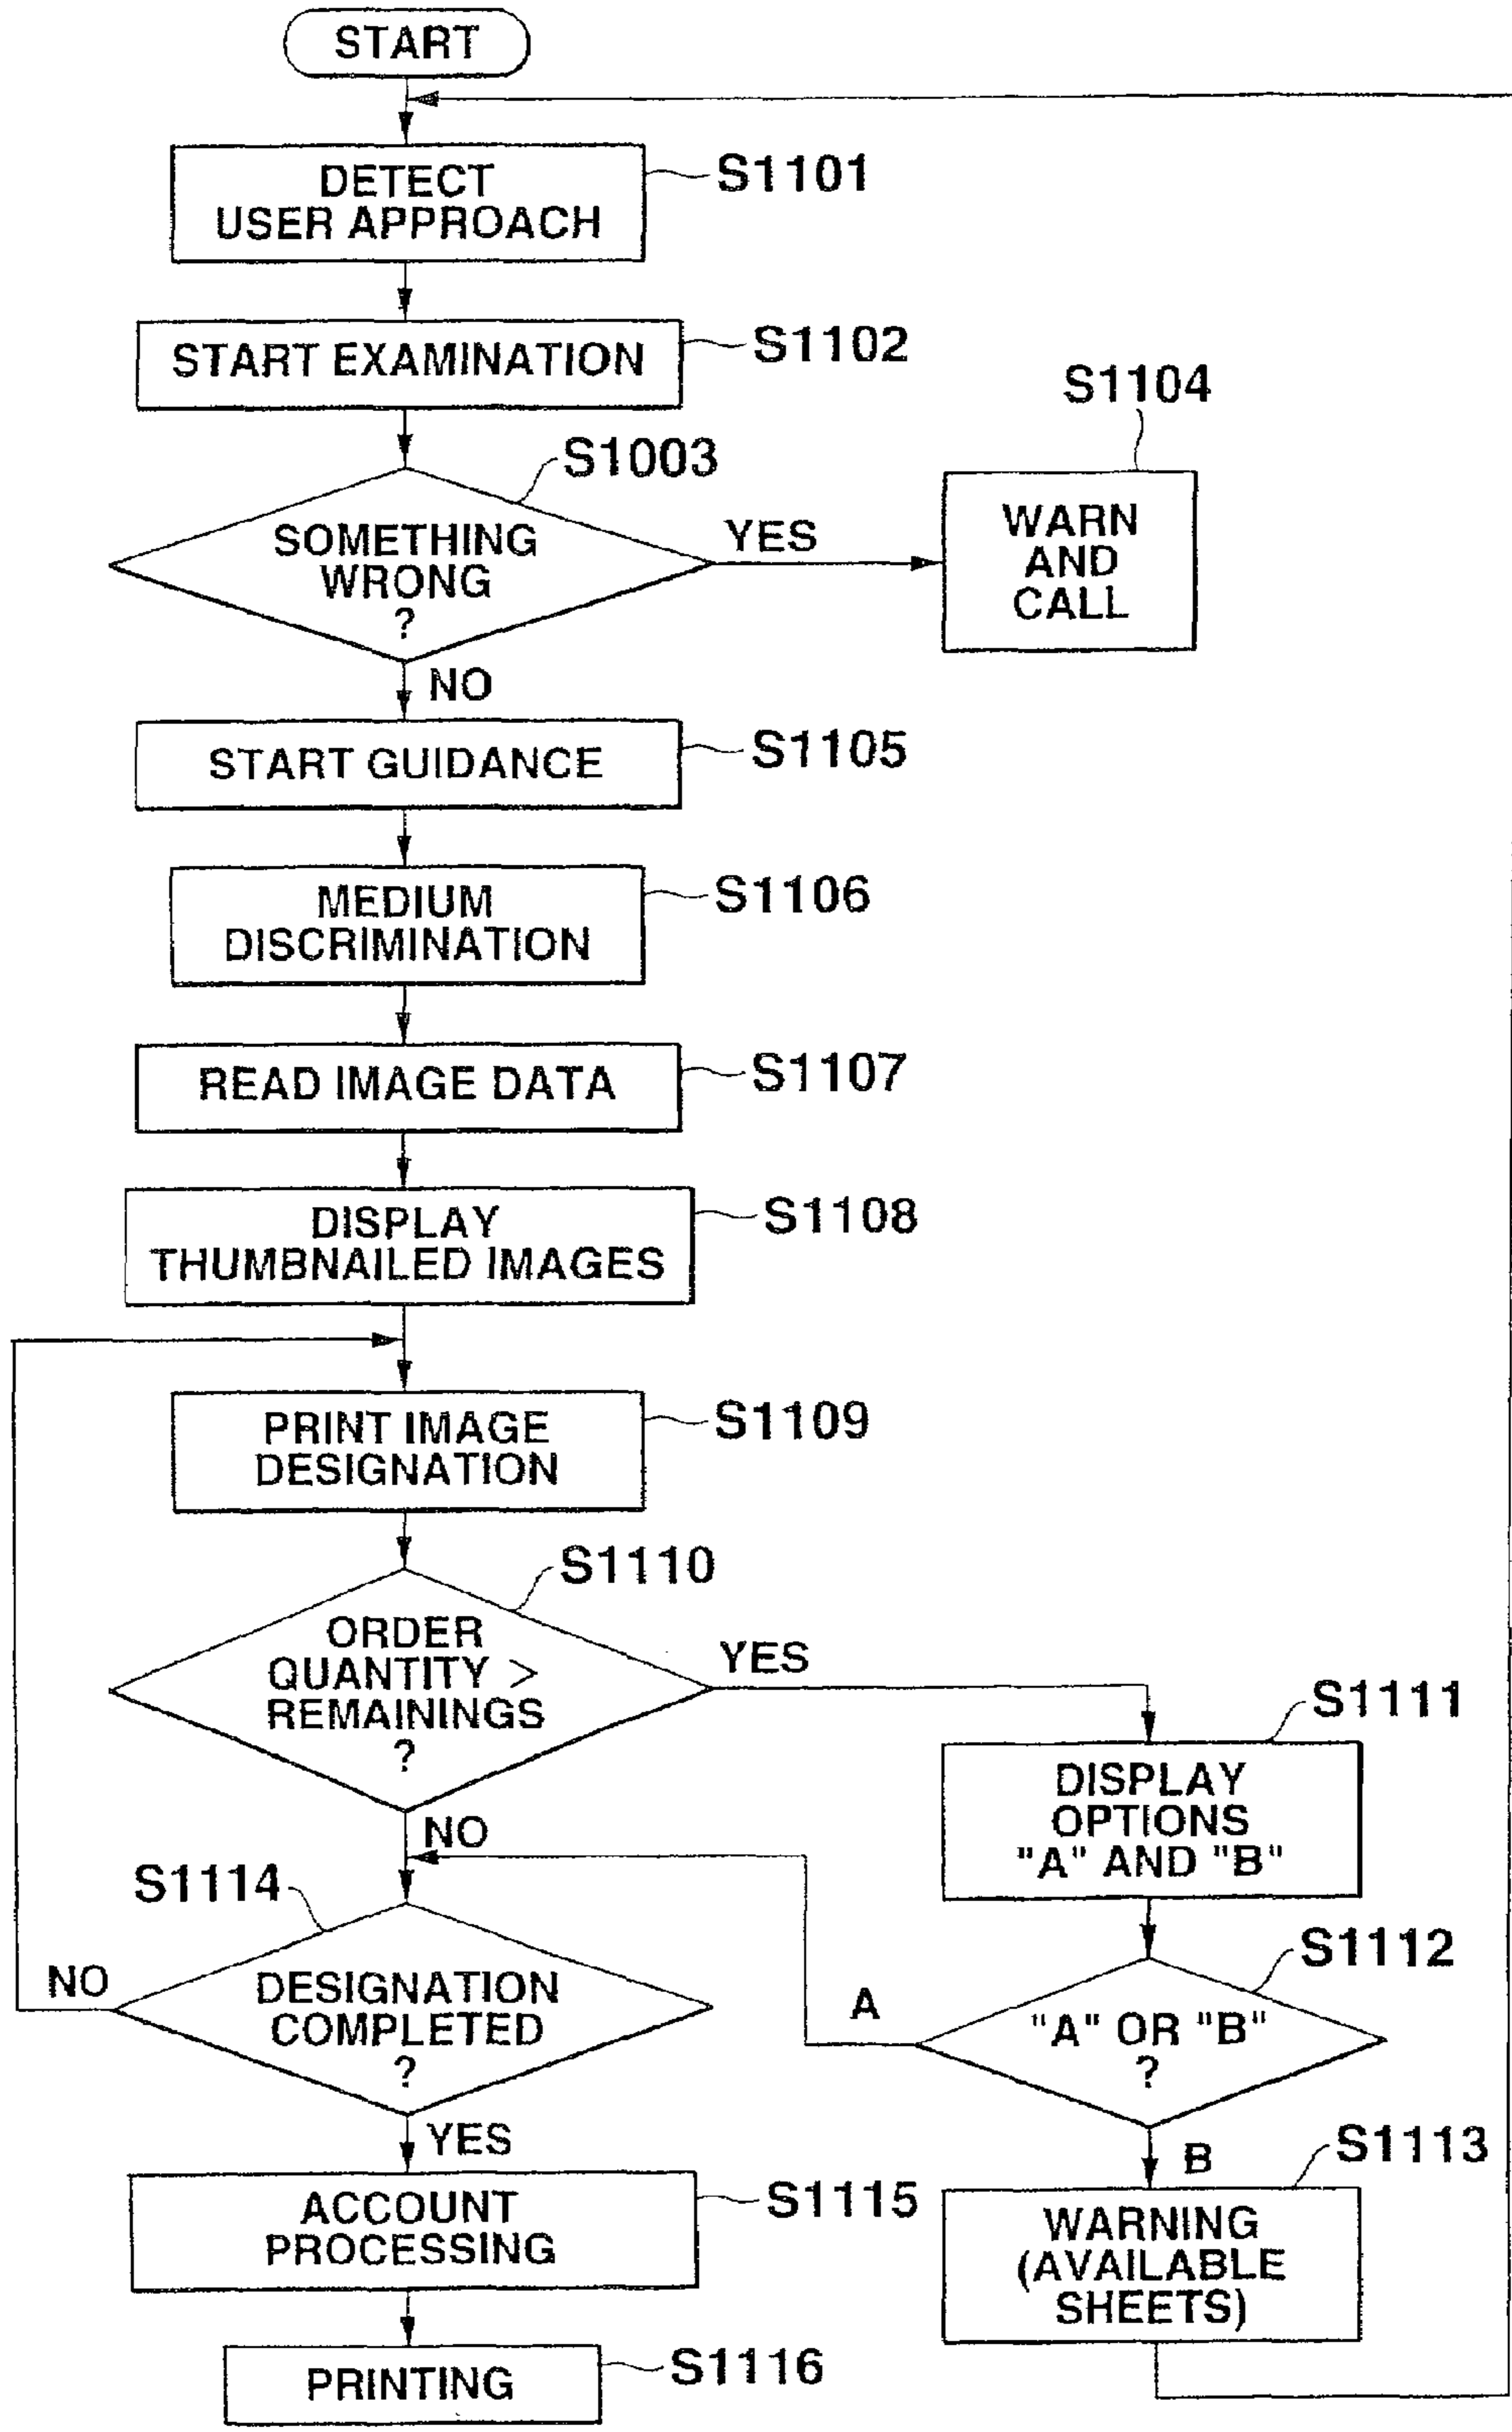 START
DETECT
USER APPROACH
S1101
START EXAMINATION
S1102
S1104
S1003
SOMETHING
WRONG
?
YES
WARN
AND
CALL
NO
START GUIDANCE
S1105
MEDIUM
DISCRIMINATION
S1106
READ IMAGE DATA
S1107
DISPLAY
THUMBNAILED IMAGES
S1108
PRINT IMAGE
DESIGNATION
S1109
S1110
ORDER
QUANTITY >
REMAININGS
?
YES
S1111
DISPLAY
OPTIONS
"A" AND "B"
NO
S1114
DESIGNATION
COMPLETED
?
NO
A
S1112
"A" OR "B"
?
YES
B
S1113
ACCOUNT
PROCESSING
S1115
WARNING
(AVAILABLE
SHEETS)
PRINTING
S1116